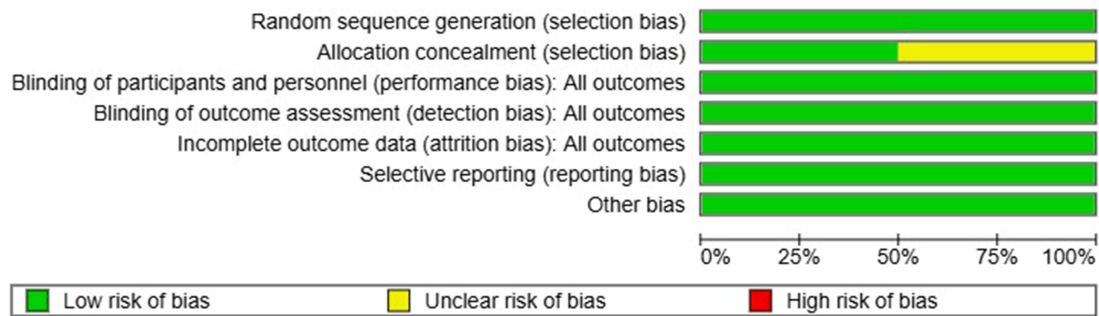 Random sequence generation (selection bias)
Allocation concealment (selection bias)
Blinding of participants and personnel (performance bias): All outcomes
Blinding of outcome assessment (detection bias): All outcomes
Incomplete outcome data (attrition bias): All outcomes
Selective reporting (reporting bias)
Other bias
0% 25% 50% 75% 100%
Low risk of bias Unclear risk of bias High risk of bias